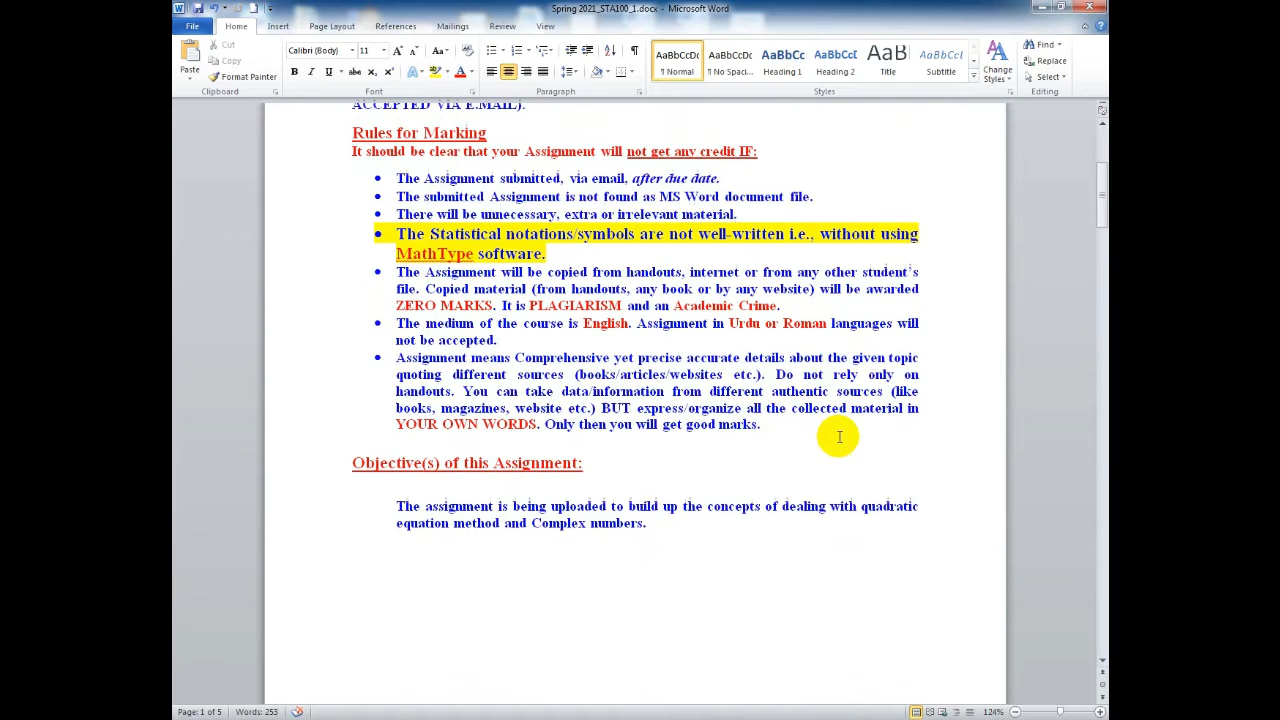 Spring 2021_STA100_1.docx - Microsoft Word
File Home Insert Page Layout References Mailings Review View
Paste
Cut
Copy
Format Painter
Clipboard
Calibri (Body) 11
Font
Paragraph
AaBbCcDc AaBbCcDc AaBbCc AaBbCc AaB AaBbCcI
¶ Normal ¶ No Spaci... Heading 1 Heading 2 Title Subtitle
Styles
Change
Styles
Find
Replace
Select
Editing
ACCEPTED VIA E.MAIL).
Rules for Marking
It should be clear that your Assignment will not get any credit IF:
• The Assignment submitted, via email, after due date.
• The submitted Assignment is not found as MS Word document file.
• There will be unnecessary, extra or irrelevant material.
• The Statistical notations/symbols are not well-written i.e., without using
MathType software.
• The Assignment will be copied from handouts, internet or from any other student's
file. Copied material (from handouts, any book or by any website) will be awarded
ZERO MARKS. It is PLAGIARISM and an Academic Crime.
• The medium of the course is English. Assignment in Urdu or Roman languages will
not be accepted.
• Assignment means Comprehensive yet precise accurate details about the given topic
quoting different sources (books/articles/websites etc.). Do not rely only on
handouts. You can take data/information from different authentic sources (like
books, magazines, website etc.) BUT express/organize all the collected material in
YOUR OWN WORDS. Only then you will get good marks.
Objective(s) of this Assignment:
The assignment is being uploaded to build up the concepts of dealing with quadratic
equation method and Complex numbers.
Page: 1 of 5 Words: 253 124%